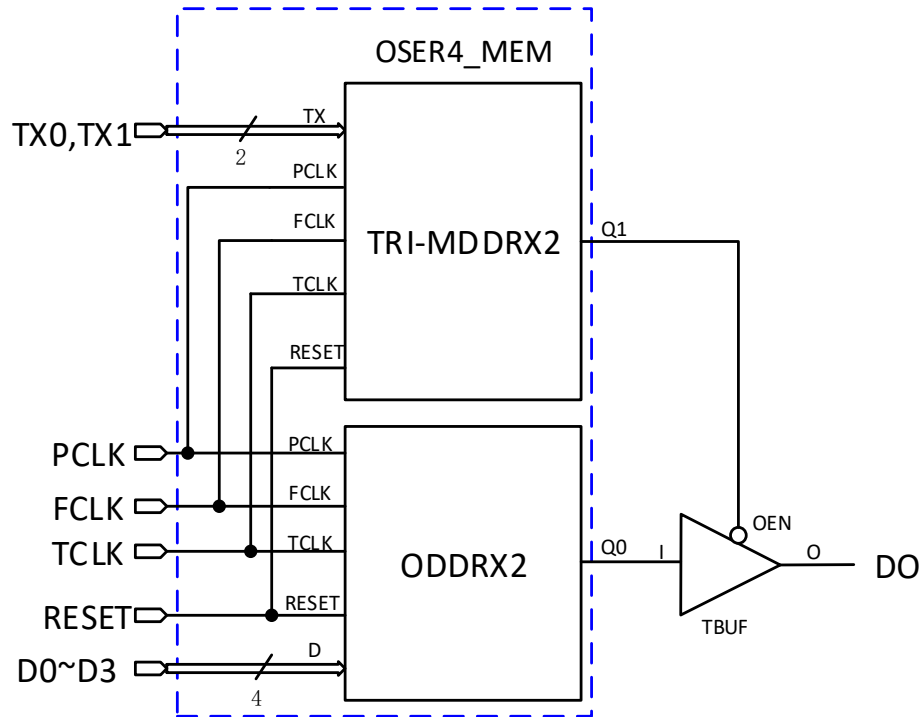 OSER4_MEM
TX0,TX1
2
TX
PCLK
FCLK
TCLK
RESET
TRI-MDDRX2
Q1
PCLK
FCLK
TCLK
RESET
D0~D3
4
PCLK
FCLK
TCLK
RESET
D
ODDRX2
Q0
I
OEN
O
TBUF
DO